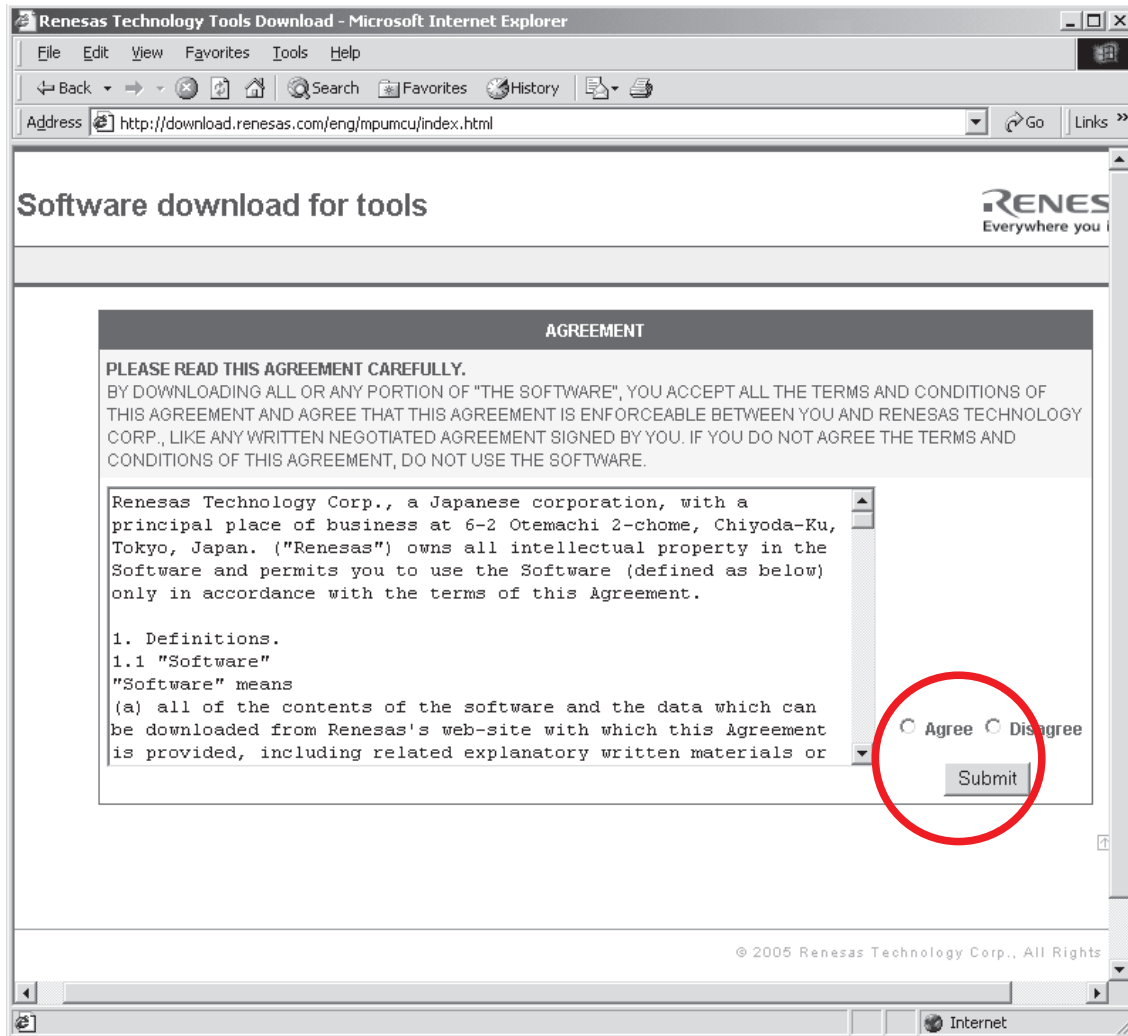 Renesas Technology Tools Download - Microsoft Internet Explorer
File Edit View Favorites Tools Help
Back Search Favorites History
Address http://download.renesas.com/eng/mpumcu/index.html Go Links »
Software download for tools
RENES
Everywhere you i
AGREEMENT
PLEASE READ THIS AGREEMENT CAREFULLY.
BY DOWNLOADING ALL OR ANY PORTION OF "THE SOFTWARE", YOU ACCEPT ALL THE TERMS AND CONDITIONS OF
THIS AGREEMENT AND AGREE THAT THIS AGREEMENT IS ENFORCEABLE BETWEEN YOU AND RENESAS TECHNOLOGY
CORP., LIKE ANY WRITTEN NEGOTIATED AGREEMENT SIGNED BY YOU. IF YOU DO NOT AGREE THE TERMS AND
CONDITIONS OF THIS AGREEMENT, DO NOT USE THE SOFTWARE.
Renesas Technology Corp., a Japanese corporation, with a
principal place of business at 6-2 Otemachi 2-chome, Chiyoda-Ku,
Tokyo, Japan. ("Renesas") owns all intellectual property in the
Software and permits you to use the Software (defined as below)
only in accordance with the terms of this Agreement.
1. Definitions.
1.1 "Software"
"Software" means
(a) all of the contents of the software and the data which can
be downloaded from Renesas's web-site with which this Agreement
is provided, including related explanatory written materials or
Agree Disagree
Submit
© 2005 Renesas Technology Corp., All Rights
Internet